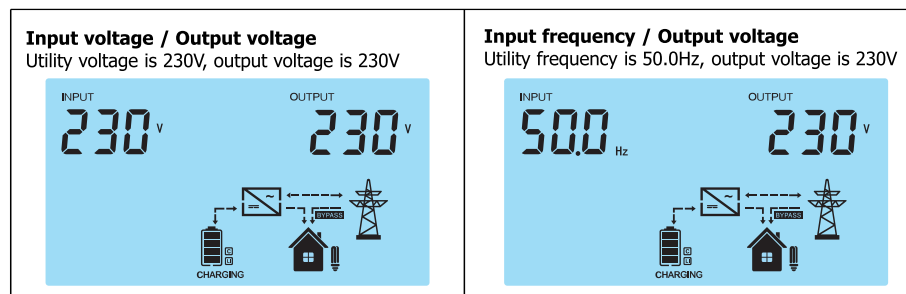 Input voltage / Output voltage
Utility voltage is 230V, output voltage is 230V
INPUT
OUTPUT
230 V
230 V
BYPASS
C
LI
CHARGING
Input frequency / Output voltage
Utility frequency is 50.0Hz, output voltage is 230V
INPUT
OUTPUT
50.0 Hz
230 V
BYPASS
C
LI
CHARGING